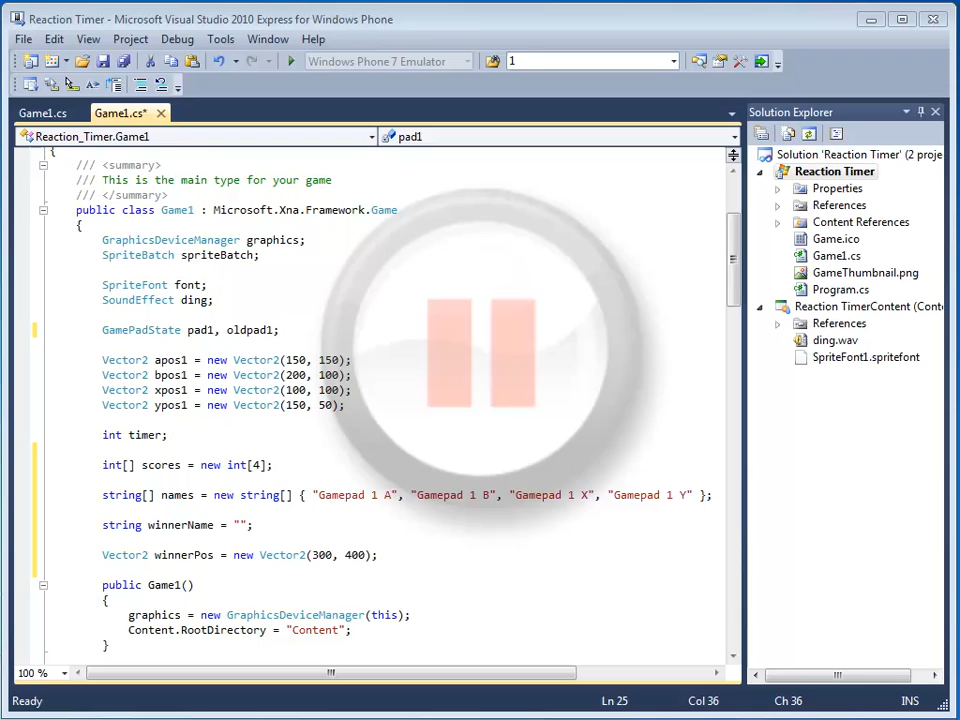 Reaction Timer - Microsoft Visual Studio 2010 Express for Windows Phone
File Edit View Project Debug Tools Window Help
Windows Phone 7 Emulator 1
Game1.cs Game1.cs*
Reaction_Timer.Game1 pad1
{
/// <summary>
/// This is the main type for your game
/// </summary>
public class Game1 : Microsoft.Xna.Framework.Game
{
GraphicsDeviceManager graphics;
SpriteBatch spriteBatch;
SpriteFont font;
SoundEffect ding;
GamePadState pad1, oldpad1;
Vector2 apos1 = new Vector2(150, 150);
Vector2 bpos1 = new Vector2(200, 100);
Vector2 xpos1 = new Vector2(100, 100);
Vector2 ypos1 = new Vector2(150, 50);
int timer;
int[] scores = new int[4];
string[] names = new string[] { "Gamepad 1 A", "Gamepad 1 B", "Gamepad 1 X", "Gamepad 1 Y" };
string winnerName = "";
Vector2 winnerPos = new Vector2(300, 400);
public Game1()
{
graphics = new GraphicsDeviceManager(this);
Content.RootDirectory = "Content";
}
100 %
Solution Explorer
Solution 'Reaction Timer' (2 proje
Reaction Timer
Properties
References
Content References
Game.ico
Game1.cs
GameThumbnail.png
Program.cs
Reaction TimerContent (Conte
References
ding.wav
SpriteFont1.spritefont
Ready Ln 25 Col 36 Ch 36 INS